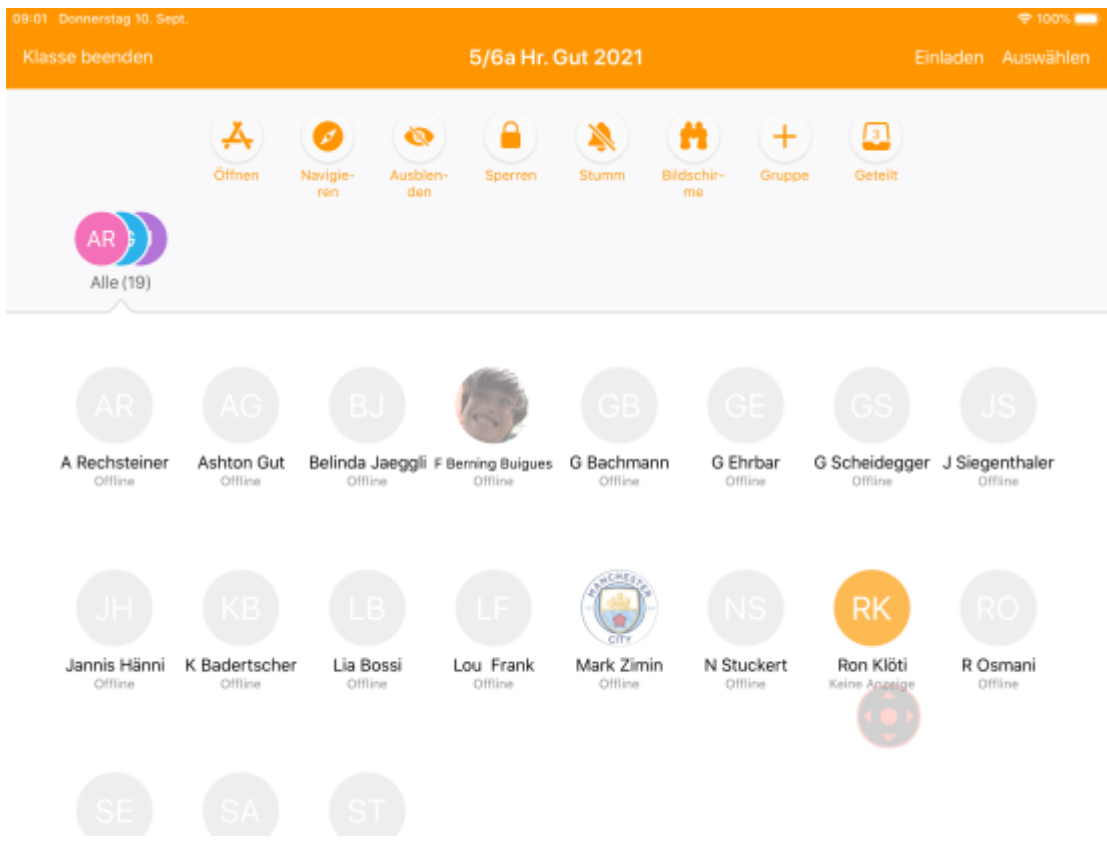 09:01 Donnerstag 10. Sept.
100%
Klasse beenden
5/6a Hr. Gut 2021
Einladen
Auswählen
Öffnen
Navigie-
ren
Ausblen-
den
Sperren
Stumm
Bildschir-
me
Gruppe
3
Geteilt
AR
G
J
Alle (19)
AR
AG
BJ
GB
GE
GS
JS
A Rechsteiner
Ashton Gut
Belinda Jaeggli
F Berning Buigues
G Bachmann
G Ehrbar
G Scheidegger
J Siegenthaler
Offline
Offline
Offline
Offline
Offline
Offline
Offline
Offline
JH
KB
LB
LF
MANCHESTER
CITY
NS
RK
RO
Jannis Hänni
K Badertscher
Lia Bossi
Lou Frank
Mark Zimin
N Stuckert
Ron Klöti
R Osmani
Offline
Offline
Offline
Offline
Offline
Offline
Keine Anzeige
Offline
SE
SA
ST